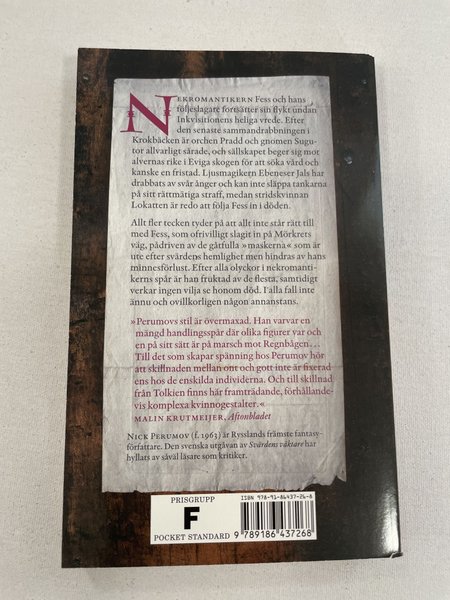 NEKROMANTIKERN Fess och hans
följeslagare fortsätter sin flykt undan
Inkvisitionens heliga vrede. Efter
den senaste sammandrabbningen i
Krokbäcken är orchen Pradd och gnomen Sugu-
tor allvarligt sårade, och sällskapet beger sig mot
alvernas rike i Eviga skogen för att söka vård och
kanske en fristad. Ljusmagikern Ebeneser Jals har
drabbats av svår ånger och kan inte släppa tankarna
på sitt rättmätiga straff, medan stridskvinnan
Lokatten är redo att följa Fess in i döden.
Allt fler tecken tyder på att allt inte står rätt till
med Fess, som ofrivilligt slagit in på Mörkrets
väg, pådriven av de gåtfulla »maskerna« som är
ute efter svärdens hemlighet men hindras av hans
minnesförlust. Efter alla olyckor i nekromanti-
kerns spår är han fruktad av de flesta, samtidigt
verkar ingen vilja se honom död. I alla fall inte
ännu och ovillkorligen någon annanstans.
»Perumovs stil är övermaxad. Han varvar en
mängd handlingsspår där olika figurer var och
en på sitt sätt är på marsch mot Regnbågen...
Till det som skapar spänning hos Perumov hör
att skillnaden mellan ont och gott inte är fixerad
ens hos de enskilda individerna. Och till skillnad
från Tolkien finns här framträdande, förhållande-
vis komplexa kvinnogestalter.«
MALIN KRUTMEIJER, Aftonbladet
NICK PERUMOV (f. 1963) är Rysslands främste fantasy-
författare. Den svenska utgåvan av Svärdens väktare har
hyllats av såväl läsare som kritiker.
PRISGRUPP
F
POCKET STANDARD
ISBN 978-91-86437-26-8
9 789186 437268